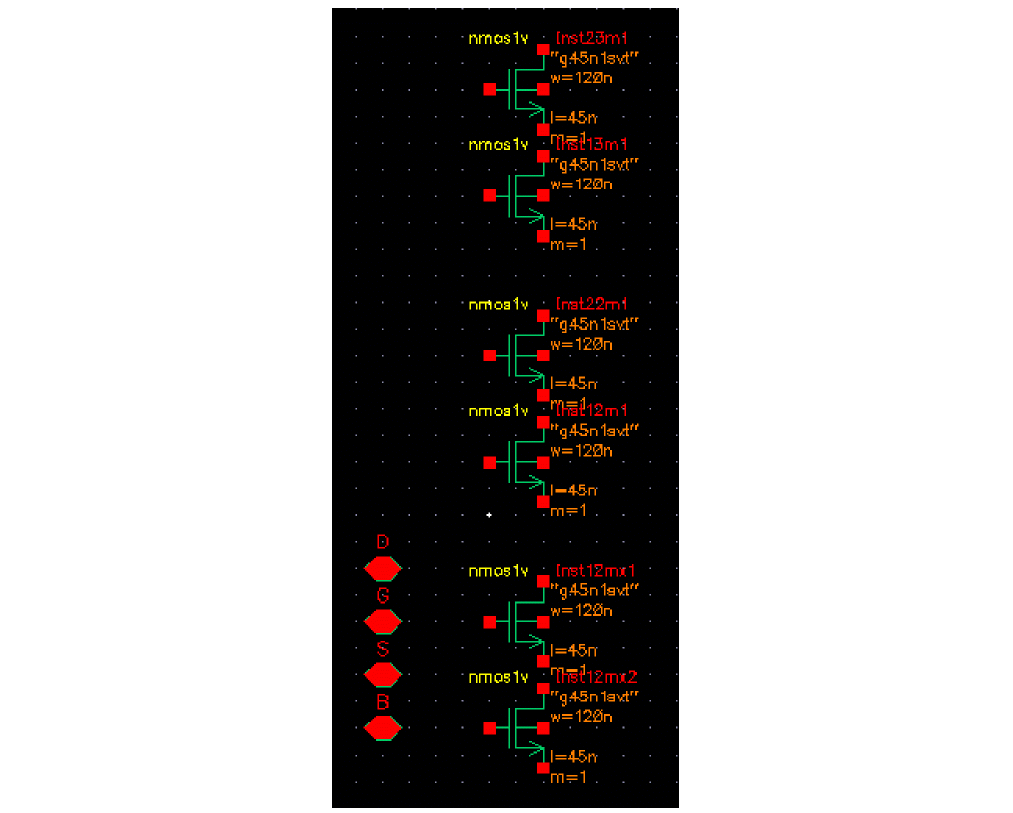 nmos1v Inst23m1
"g45n1svt"
w=120n
l=45n
m=1
nmos1v Inst13m1
"g45n1svt"
w=120n
l=45n
m=1
nmos1v Inst22m1
"g45n1svt"
w=120n
l=45n
m=1
nmos1v Inst12m1
"g45n1svt"
w=120n
l=45n
m=1
D
nmos1v Inst12mx1
"g45n1svt"
G
w=120n
S
l=45n
m=1
nmos1v Inst12mx2
"g45n1svt"
B
w=120n
l=45n
m=1